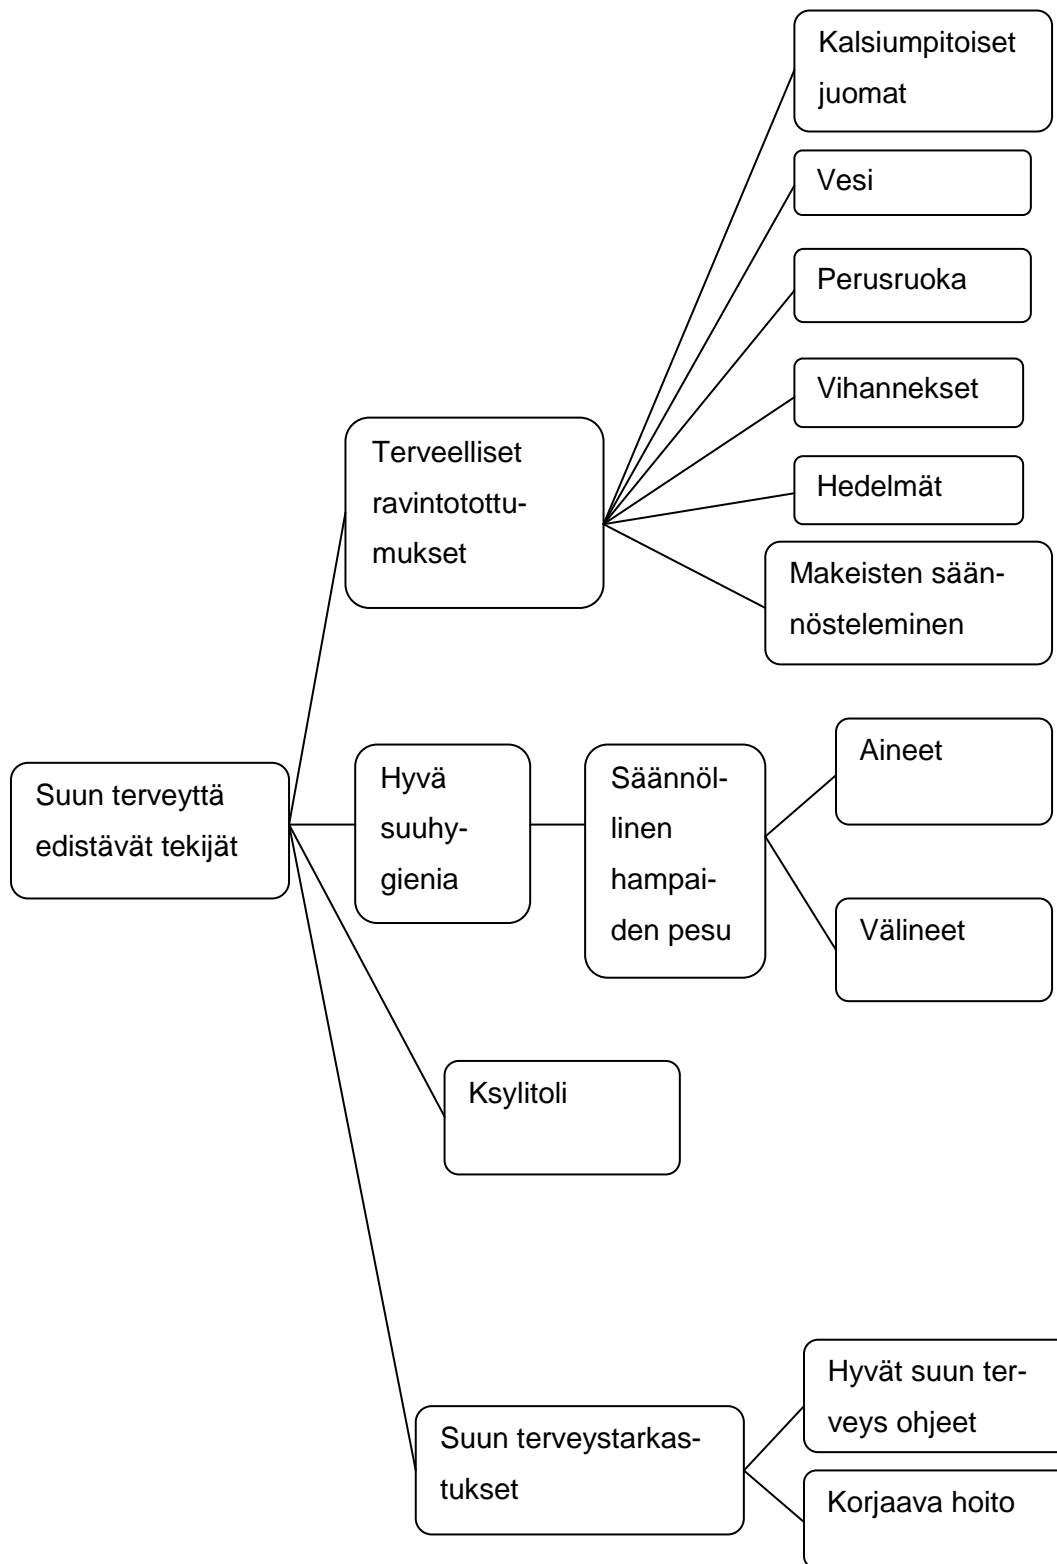 Kalsiumpitoiset
juomat
Vesi
Perusruoka
Vihannekset
Hedelmät
Makeisten sään-
nösteleminen
Terveelliset
ravintotottu-
mukset
Suun terveyttä
edistävät tekijät
Hyvä
suuhy-
gienia
Säännöl-
linen
hampai-
den pesu
Aineet
Välineet
Ksylitoli
Suun terveystarkas-
tukset
Hyvät suun ter-
veys ohjeet
Korjaava hoito